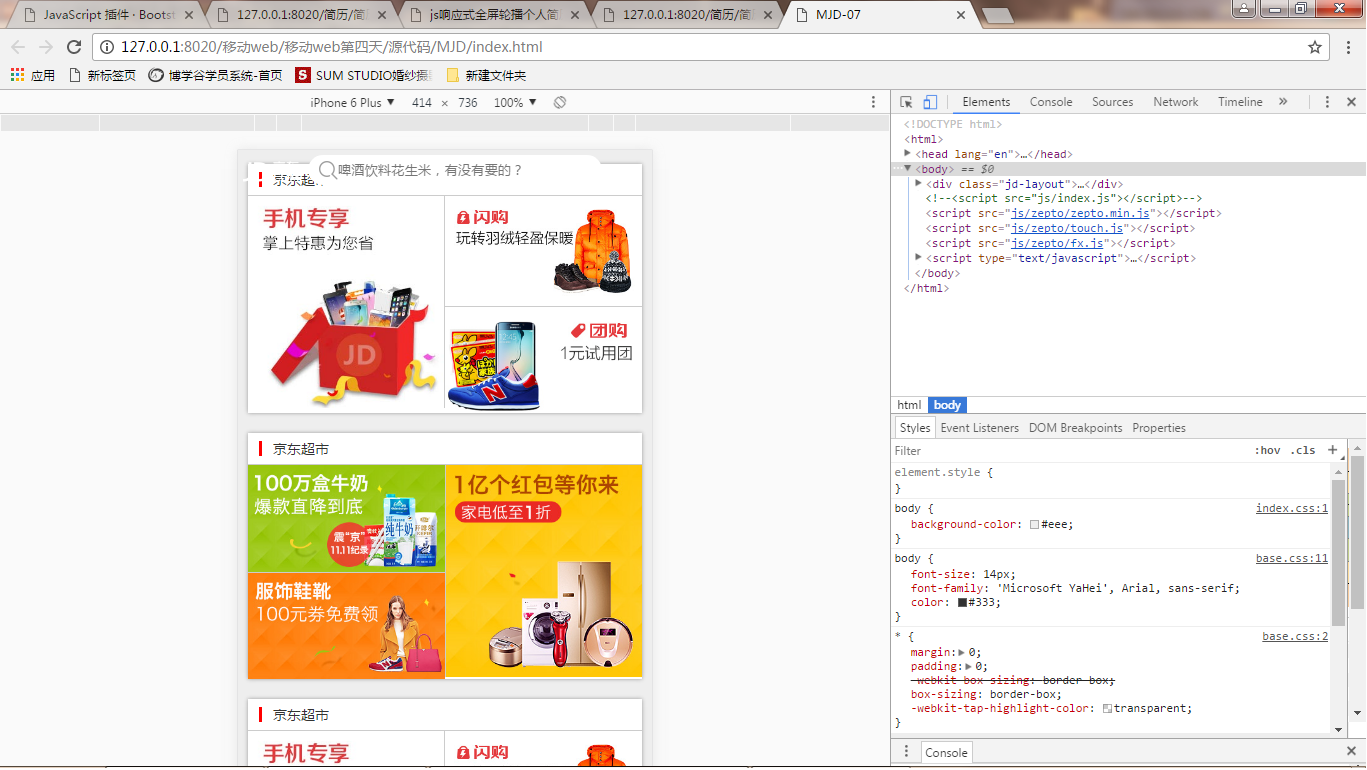 JavaScript 插件 · Bootst
127.0.0.1:8020/简历/简
js响应式全屏轮播个人简
127.0.0.1:8020/简历/简
MJD-07
127.0.0.1:8020/移动web/移动web第四天/源代码/MJD/index.html
应用 新标签页 博学谷学员系统-首页 S SUM STUDIO婚纱摄 新建文件夹
iPhone 6 Plus ▼ 414 × 736 100% ▼
Elements Console Sources Network Timeline »
<!DOCTYPE html>
<html>
<head lang="en">…</head>
<body> == $0
<div class="jd-layout">…</div>
<!--<script src="js/index.js"></script>-->
<script src="js/zepto/zepto.min.js"></script>
<script src="js/zepto/touch.js"></script>
<script src="js/zepto/fx.js"></script>
<script type="text/javascript">…</script>
</body>
</html>
啤酒饮料花生米，有没有要的？
京东超
手机专享
掌上特惠为您省
JD
闪购
玩转羽绒轻盈保暖
团购
1元试用团
N
京东超市
100万盒牛奶
爆款直降到底
震“京”
11.11纪录
纯牛奶
1亿个红包等你来
家电低至1折
服饰鞋靴
100元券免费领
京东超市
手机专享
闪购
html body
Styles Event Listeners DOM Breakpoints Properties
Filter :hov .cls +
element.style {
}
body { index.css:1
background-color: #eee;
}
body { base.css:11
font-size: 14px;
font-family: 'Microsoft YaHei', Arial, sans-serif;
color: #333;
}
* { base.css:2
margin: 0;
padding: 0;
-webkit-box-sizing: border-box;
box-sizing: border-box;
-webkit-tap-highlight-color: transparent;
}
Console